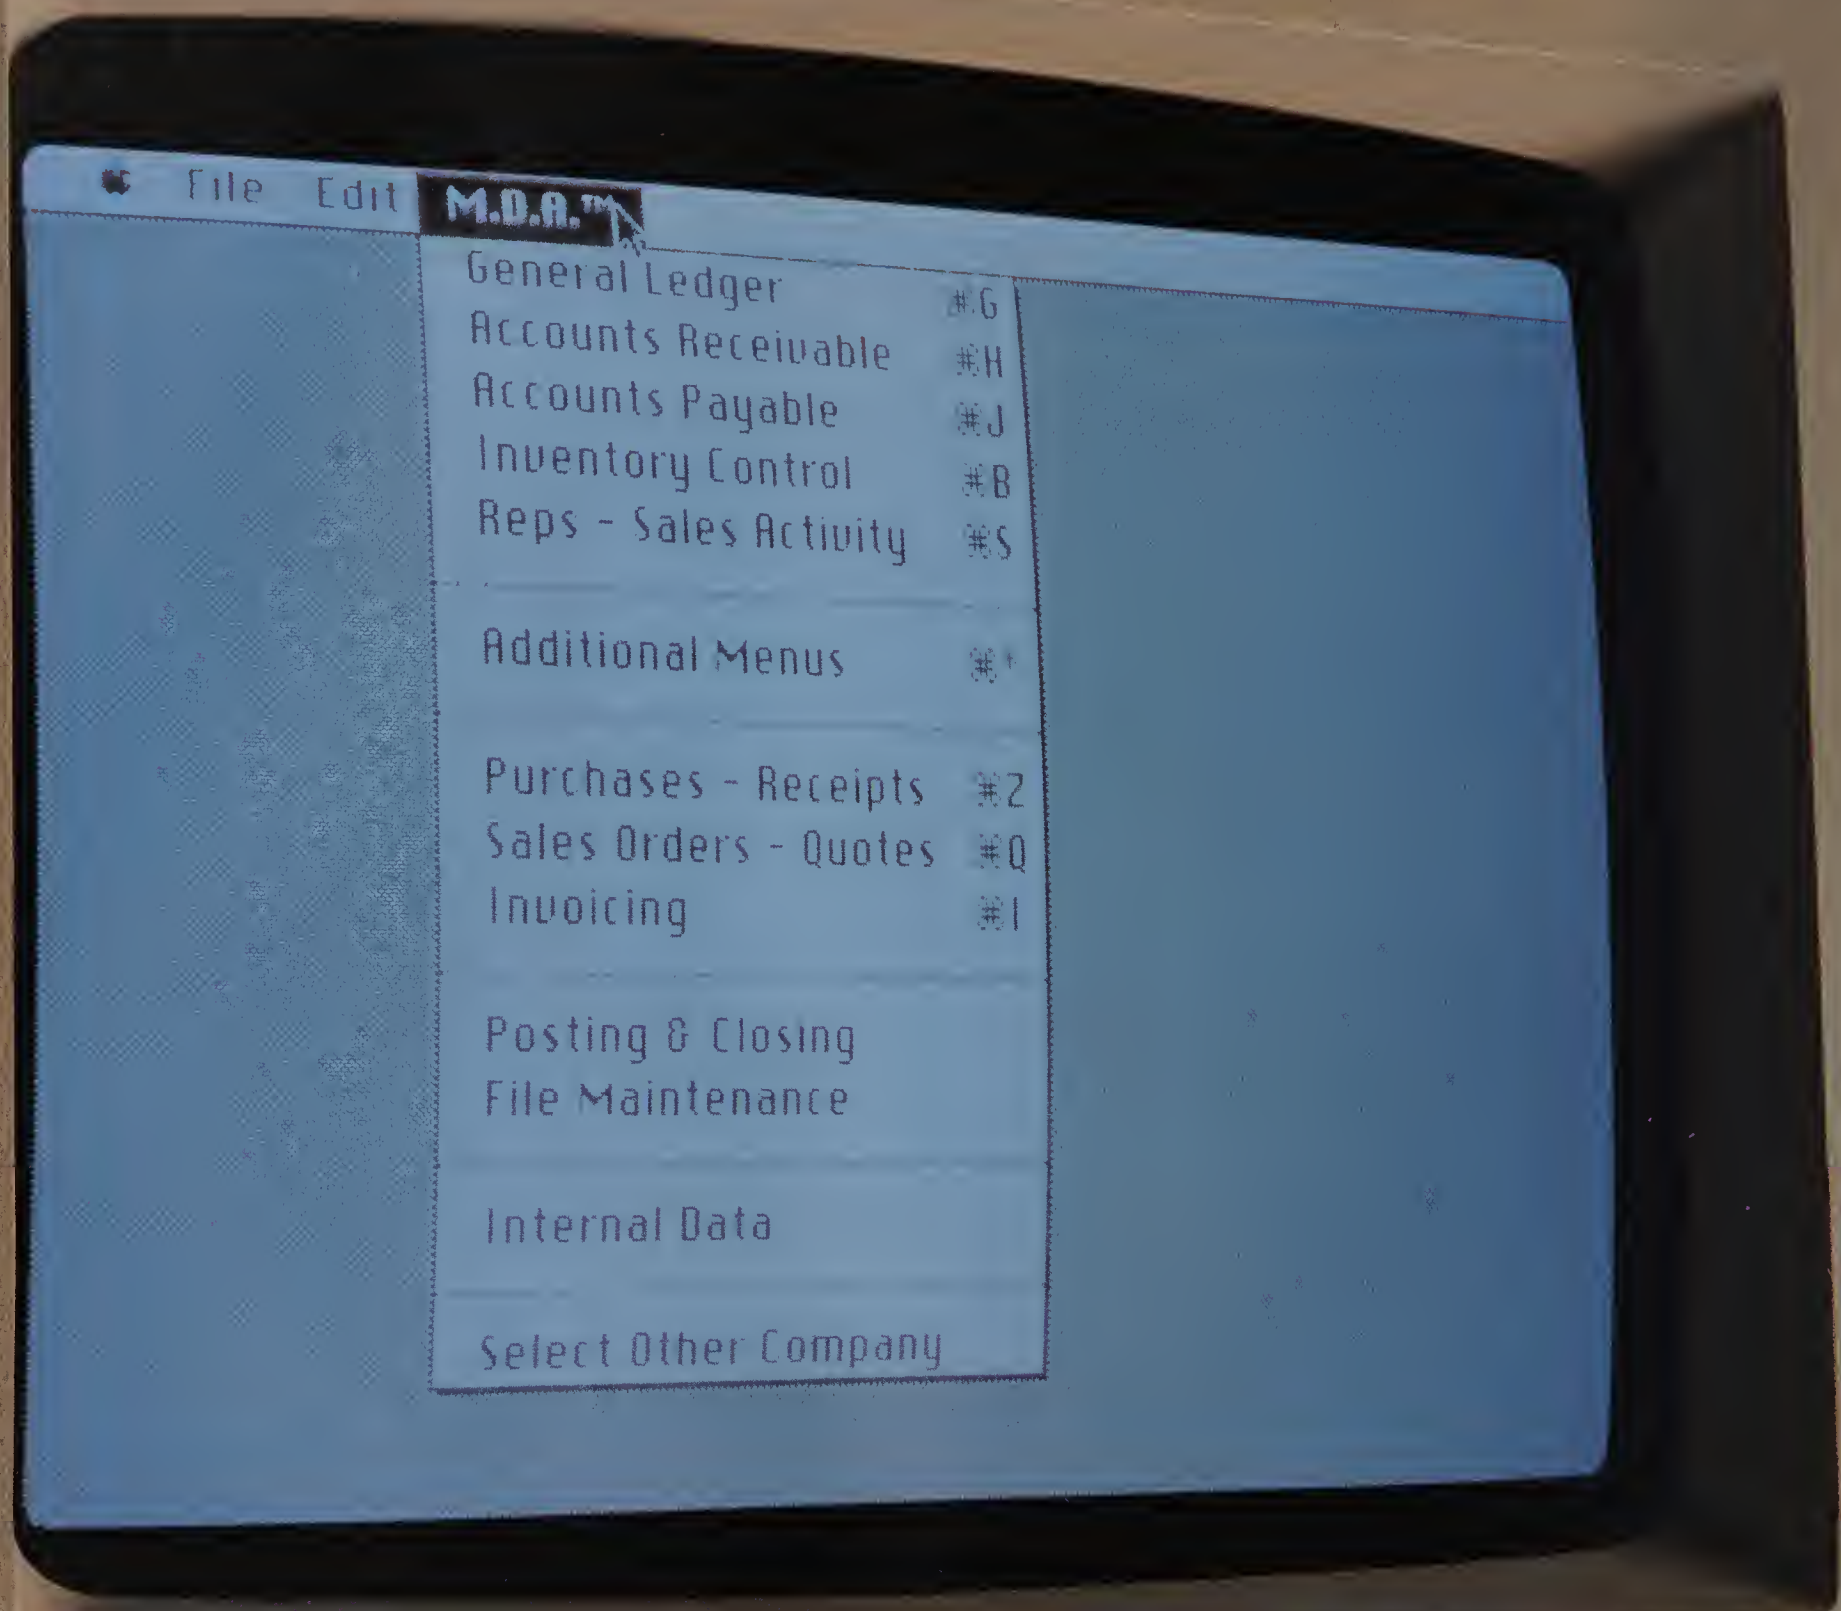 File Edit M.D.A.™
General Ledger ⌘G
Accounts Receivable ⌘H
Accounts Payable ⌘J
Inventory Control ⌘B
Reps - Sales Activity ⌘S
Additional Menus ⌘
Purchases - Receipts ⌘Z
Sales Orders - Quotes ⌘Q
Invoicing ⌘I
Posting & Closing
File Maintenance
Internal Data
Select Other Company